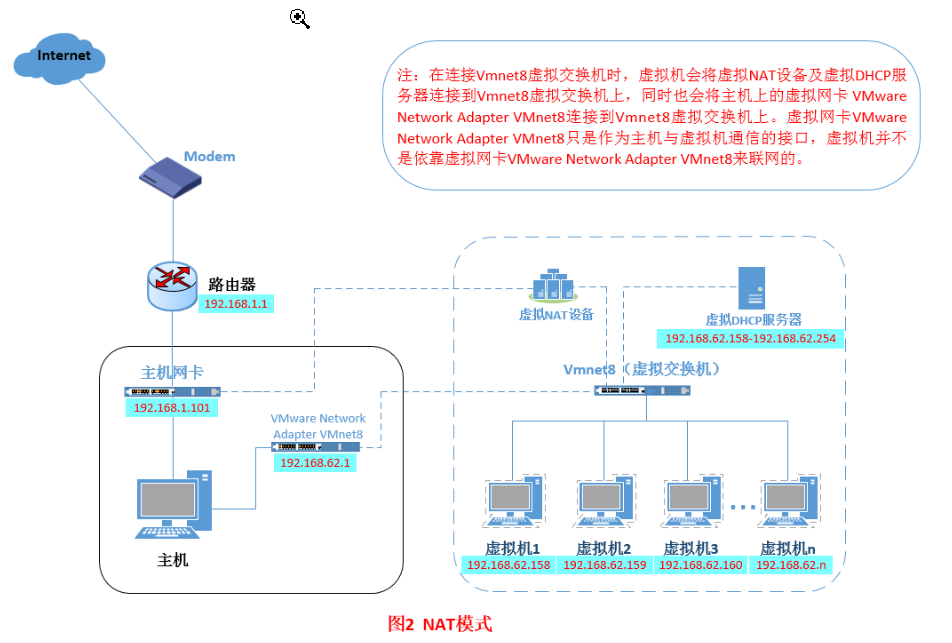 Internet
注：在连接Vmnet8虚拟交换机时，虚拟机会将虚拟NAT设备及虚拟DHCP服
务器连接到Vmnet8虚拟交换机上，同时也会将主机上的虚拟网卡 VMware
Network Adapter VMnet8连接到Vmnet8虚拟交换机上。虚拟网卡VMware
Network Adapter VMnet8只是作为主机与虚拟机通信的接口，虚拟机并不
是依靠虚拟网卡VMware Network Adapter VMnet8来联网的。
Modem
路由器
192.168.1.1
虚拟NAT设备
虚拟DHCP服务器
192.168.62.158-192.168.62.254
主机网卡
192.168.1.101
Vmnet8（虚拟交换机）
VMware Network
Adapter VMnet8
192.168.62.1
主机
虚拟机1
虚拟机2
虚拟机3
虚拟机n
192.168.62.158
192.168.62.159
192.168.62.160
192.168.62.n
图2 NAT模式